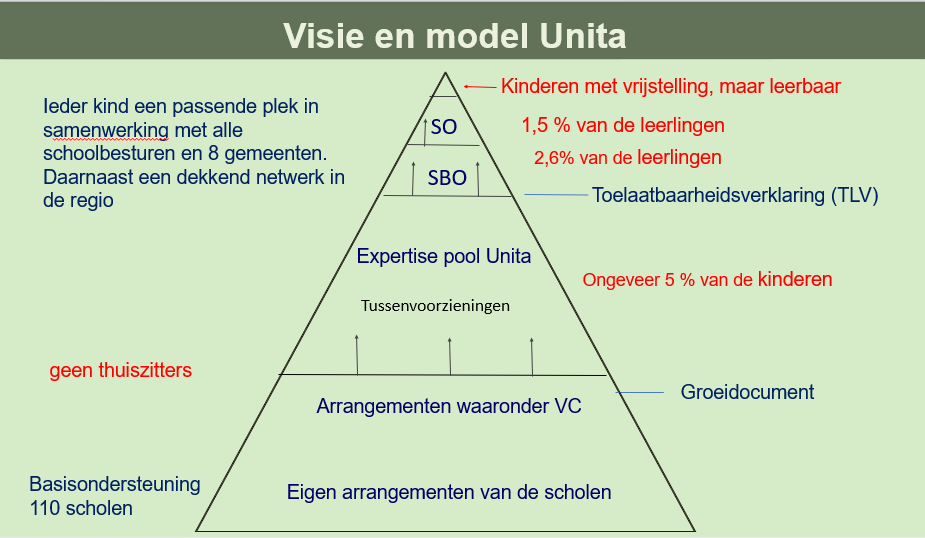 Visie en model Unita
Ieder kind een passende plek in
samenwerking met alle
schoolbesturen en 8 gemeenten.
Daarnaast een dekkend netwerk in
de regio
Kinderen met vrijstelling, maar leerbaar
SO
1,5 % van de leerlingen
2,6% van de leerlingen
SBO
Toelaatbaarheidsverklaring (TLV)
Expertise pool Unita
Ongeveer 5 % van de kinderen
Tussenvoorzieningen
geen thuiszitters
Groeidocument
Arrangementen waaronder VC
Basisondersteuning
110 scholen
Eigen arrangementen van de scholen